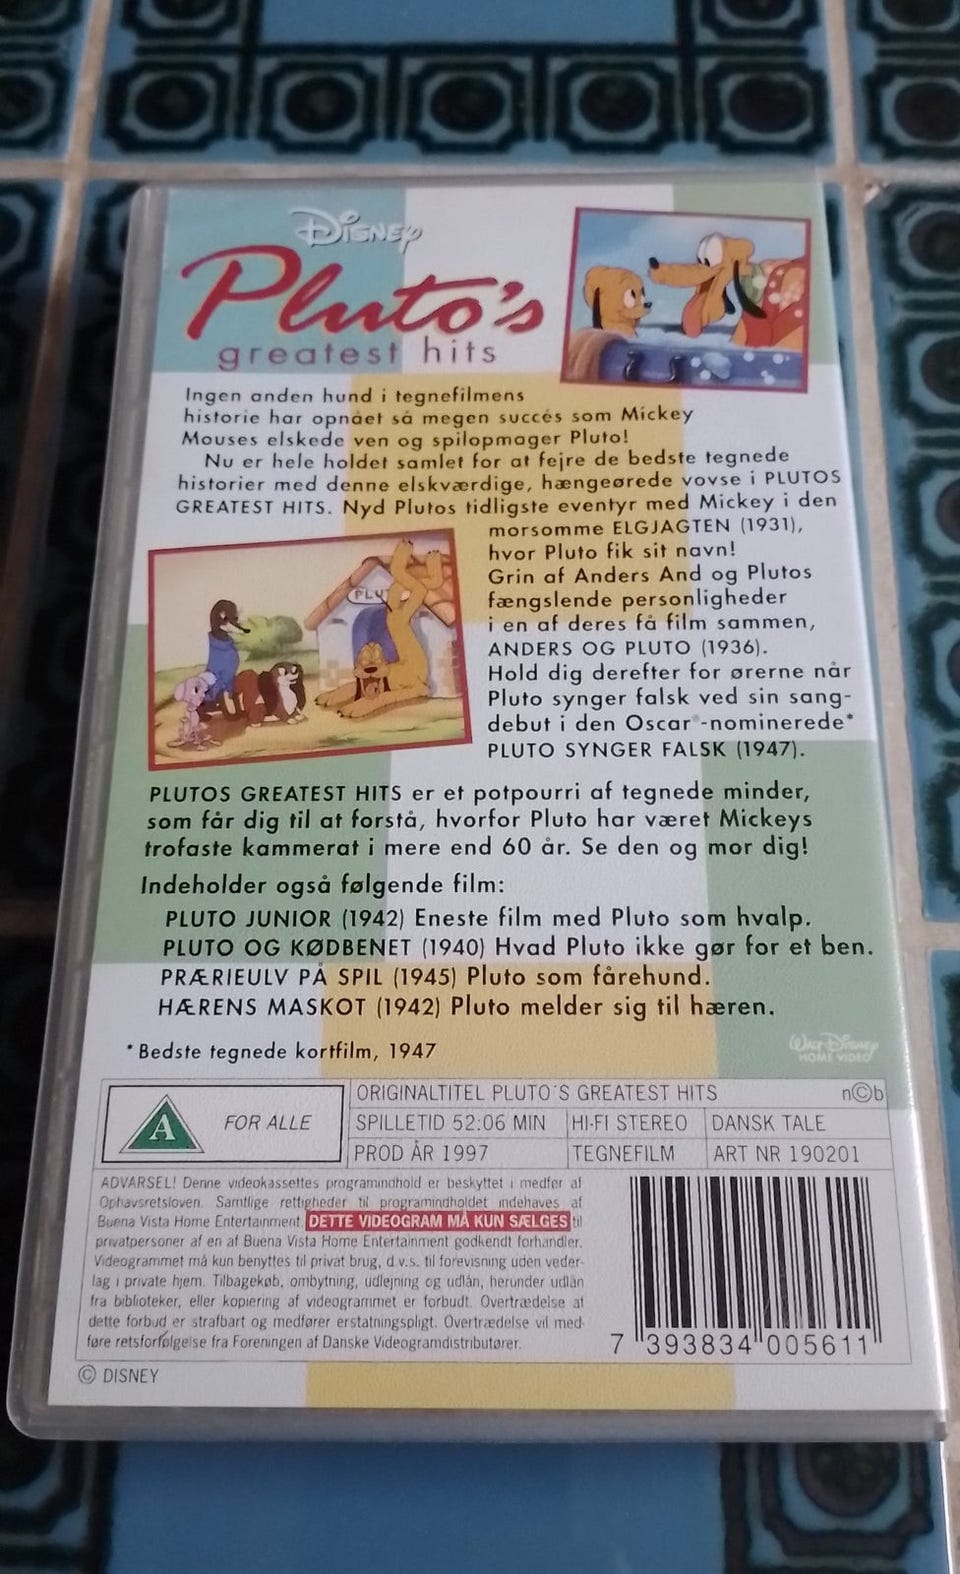 Disney
Pluto's
greatest hits
Ingen anden hund i tegnefilmens
historie har opnået så megen succés som Mickey
Mouses elskede ven og spilopmager Pluto!
Nu er hele holdet samlet for at fejre de bedste tegnede
historier med denne elskværdige, hængeørede vovse i PLUTOS
GREATEST HITS. Nyd Plutos tidligste eventyr med Mickey i den
morsomme ELGJAGTEN (1931),
hvor Pluto fik sit navn!
Grin af Anders And og Plutos
fængslende personligheder
i en af deres få film sammen,
ANDERS OG PLUTO (1936).
Hold dig derefter for ørerne når
Pluto synger falsk ved sin sang-
debut i den Oscar®-nominerede*
PLUTO SYNGER FALSK (1947).
PLUT
PLUTOS GREATEST HITS er et potpourri af tegnede minder,
som får dig til at forstå, hvorfor Pluto har været Mickeys
trofaste kammerat i mere end 60 år. Se den og mor dig!
Indeholder også følgende film:
PLUTO JUNIOR (1942) Eneste film med Pluto som hvalp.
PLUTO OG KØDBENET (1940) Hvad Pluto ikke gør for et ben.
PRÆRIEULV PÅ SPIL (1945) Pluto som fårehund.
HÆRENS MASKOT (1942) Pluto melder sig til hæren.
*Bedste tegnede kortfilm, 1947
Walt Disney
HOME VIDEO
A FOR ALLE
ORIGINALTITEL PLUTO'S GREATEST HITS n©b
SPILLETID 52:06 MIN HI-FI STEREO DANSK TALE
PROD ÅR 1997 TEGNEFILM ART NR 190201
ADVARSEL! Denne videokassettes programindhold er beskyttet i medfør af
Ophavsretsloven. Samtlige rettigheder til programindholdet indehaves af
Buena Vista Home Entertainment. DETTE VIDEOGRAM MÅ KUN SÆLGES til
privatpersoner af en af Buena Vista Home Entertainment godkendt forhandler.
Videogrammet må kun benyttes til privat brug, d.v.s. til forevisning uden veder-
lag i private hjem. Tilbagekøb, ombytning, udlejning og udlån, herunder udlån
fra biblioteker, eller kopiering af videogrammet er forbudt. Overtrædelse af
dette forbud er strafbart og medfører erstatningspligt. Overtrædelse vil med-
føre retsforfølgelse fra Foreningen af Danske Videogramdistributører.
7 393834 005611
© DISNEY